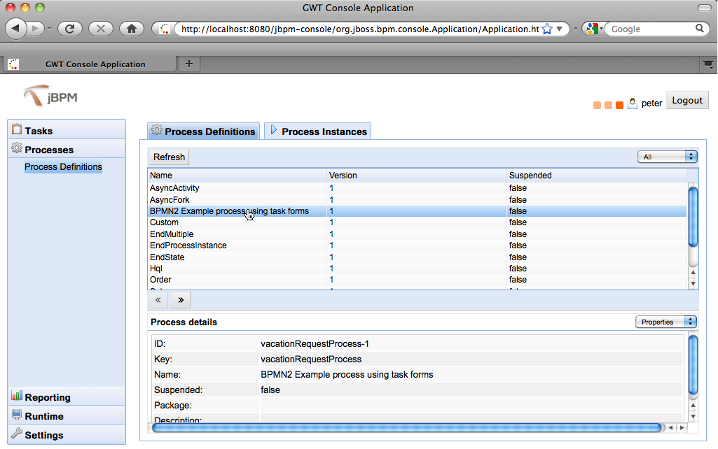 GWT Console Application
http://localhost:8080/jbpm-console/org.jboss.bpm.console.Application/Application.ht
Google
GWT Console Application
jBPM
peter
Logout
Tasks
Processes
Process Definitions
Reporting
Runtime
Settings
Process Definitions
Process Instances
Refresh
All
Name Version Suspended
AsyncActivity 1 false
AsyncFork 1 false
BPMN2 Example process using task forms 1 false
Custom 1 false
EndMultiple 1 false
EndProcessInstance 1 false
EndState 1 false
Hql 1 false
Order 1 false
Process details
Properties
ID: vacationRequestProcess-1
Key: vacationRequestProcess
Name: BPMN2 Example process using task forms
Suspended: false
Package:
Description: